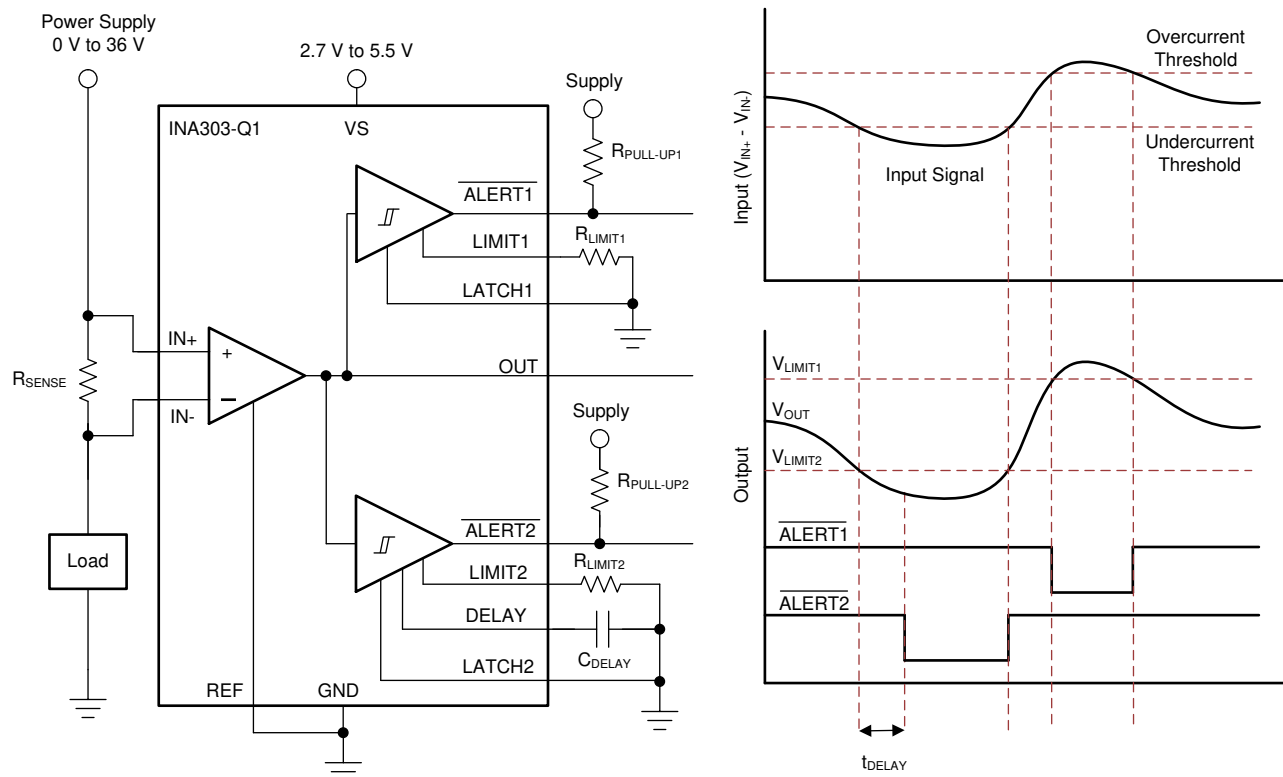 Power Supply
0 V to 36 V
2.7 V to 5.5 V
Supply
INA303-Q1
VS
RPULL-UP1
ALERT1
LIMIT1
RLIMIT1
LATCH1
IN+
+
RSENSE
OUT
IN-
–
Supply
RPULL-UP2
ALERT2
Load
LIMIT2
RLIMIT2
DELAY
CDELAY
LATCH2
REF
GND
Input (VIN+ - VIN-)
Overcurrent
Threshold
Undercurrent
Threshold
Input Signal
Output
VLIMIT1
VOUT
VLIMIT2
ALERT1
ALERT2
tDELAY